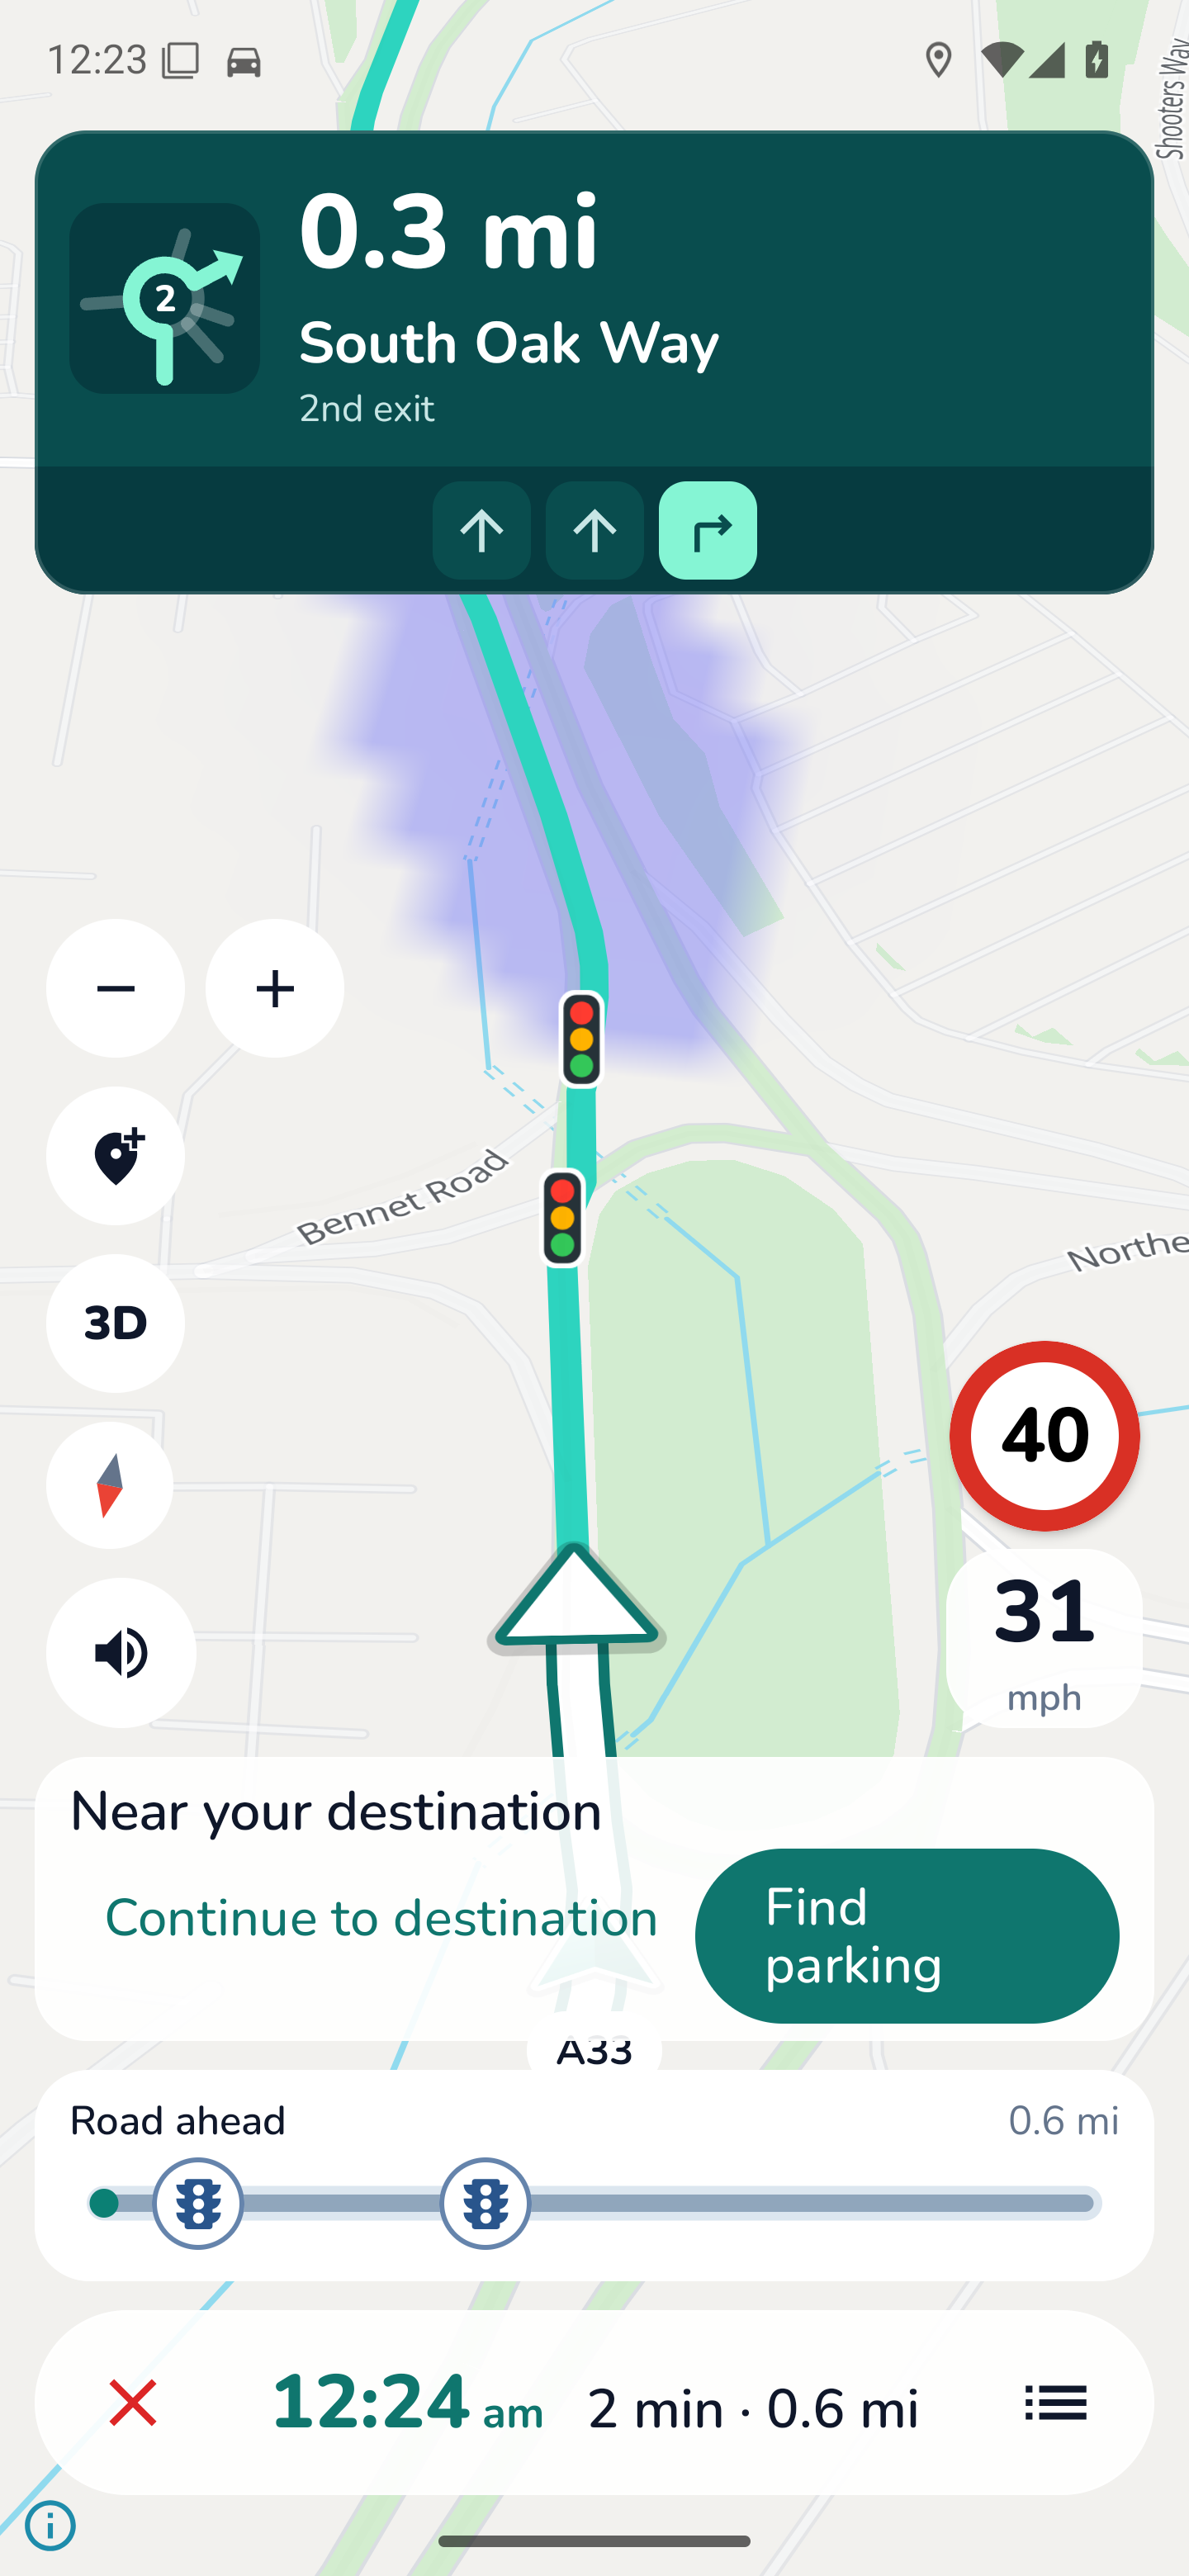 12:23
Shooters Way
0.3 mi
2
South Oak Way
2nd exit
Bennet Road
Northe
3D
40
31
mph
Near your destination
Continue to destination
Find
parking
A33
Road ahead
0.6 mi
12:24 am
2 min · 0.6 mi